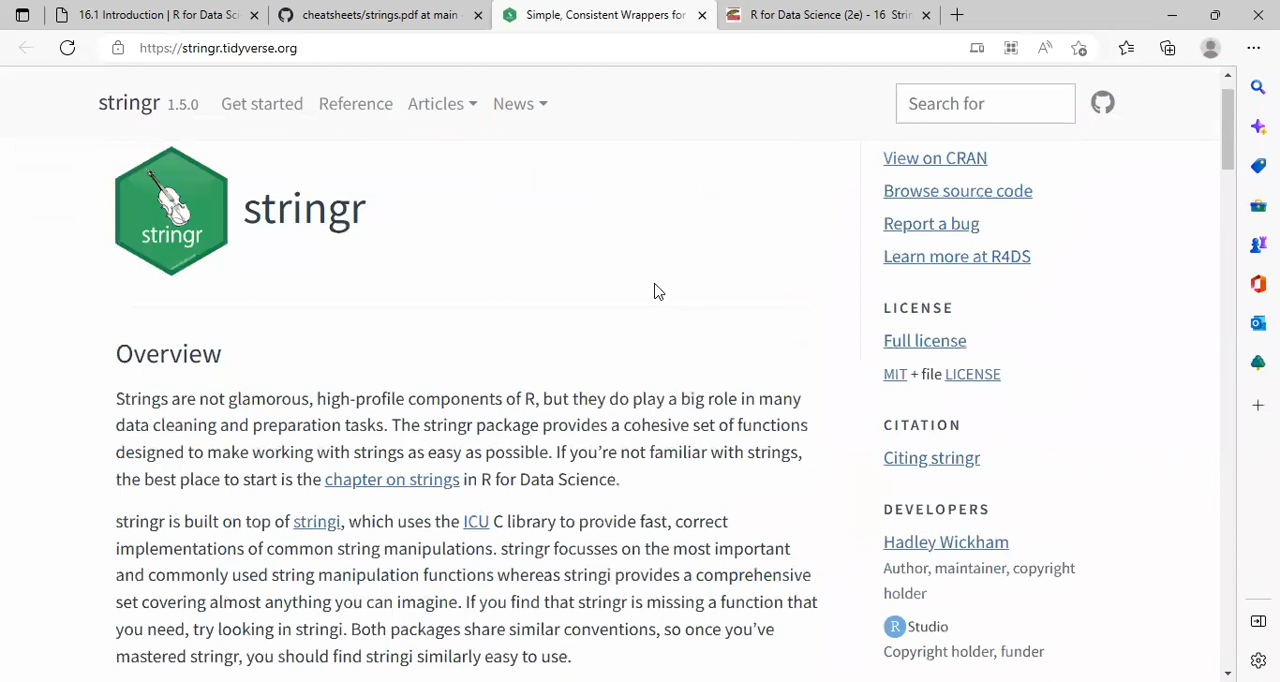 16.1 Introduction | R for Data Sci
cheatsheets/strings.pdf at main
Simple, Consistent Wrappers for
R for Data Science (2e) - 16 Strin
https://stringr.tidyverse.org
stringr 1.5.0 Get started Reference Articles News
Search for
stringr
stringr
Overview
Strings are not glamorous, high-profile components of R, but they do play a big role in many
data cleaning and preparation tasks. The stringr package provides a cohesive set of functions
designed to make working with strings as easy as possible. If you’re not familiar with strings,
the best place to start is the chapter on strings in R for Data Science.
stringr is built on top of stringi, which uses the ICU C library to provide fast, correct
implementations of common string manipulations. stringr focusses on the most important
and commonly used string manipulation functions whereas stringi provides a comprehensive
set covering almost anything you can imagine. If you find that stringr is missing a function that
you need, try looking in stringi. Both packages share similar conventions, so once you’ve
mastered stringr, you should find stringi similarly easy to use.
View on CRAN
Browse source code
Report a bug
Learn more at R4DS
LICENSE
Full license
MIT + file LICENSE
CITATION
Citing stringr
DEVELOPERS
Hadley Wickham
Author, maintainer, copyright
holder
R Studio
Copyright holder, funder